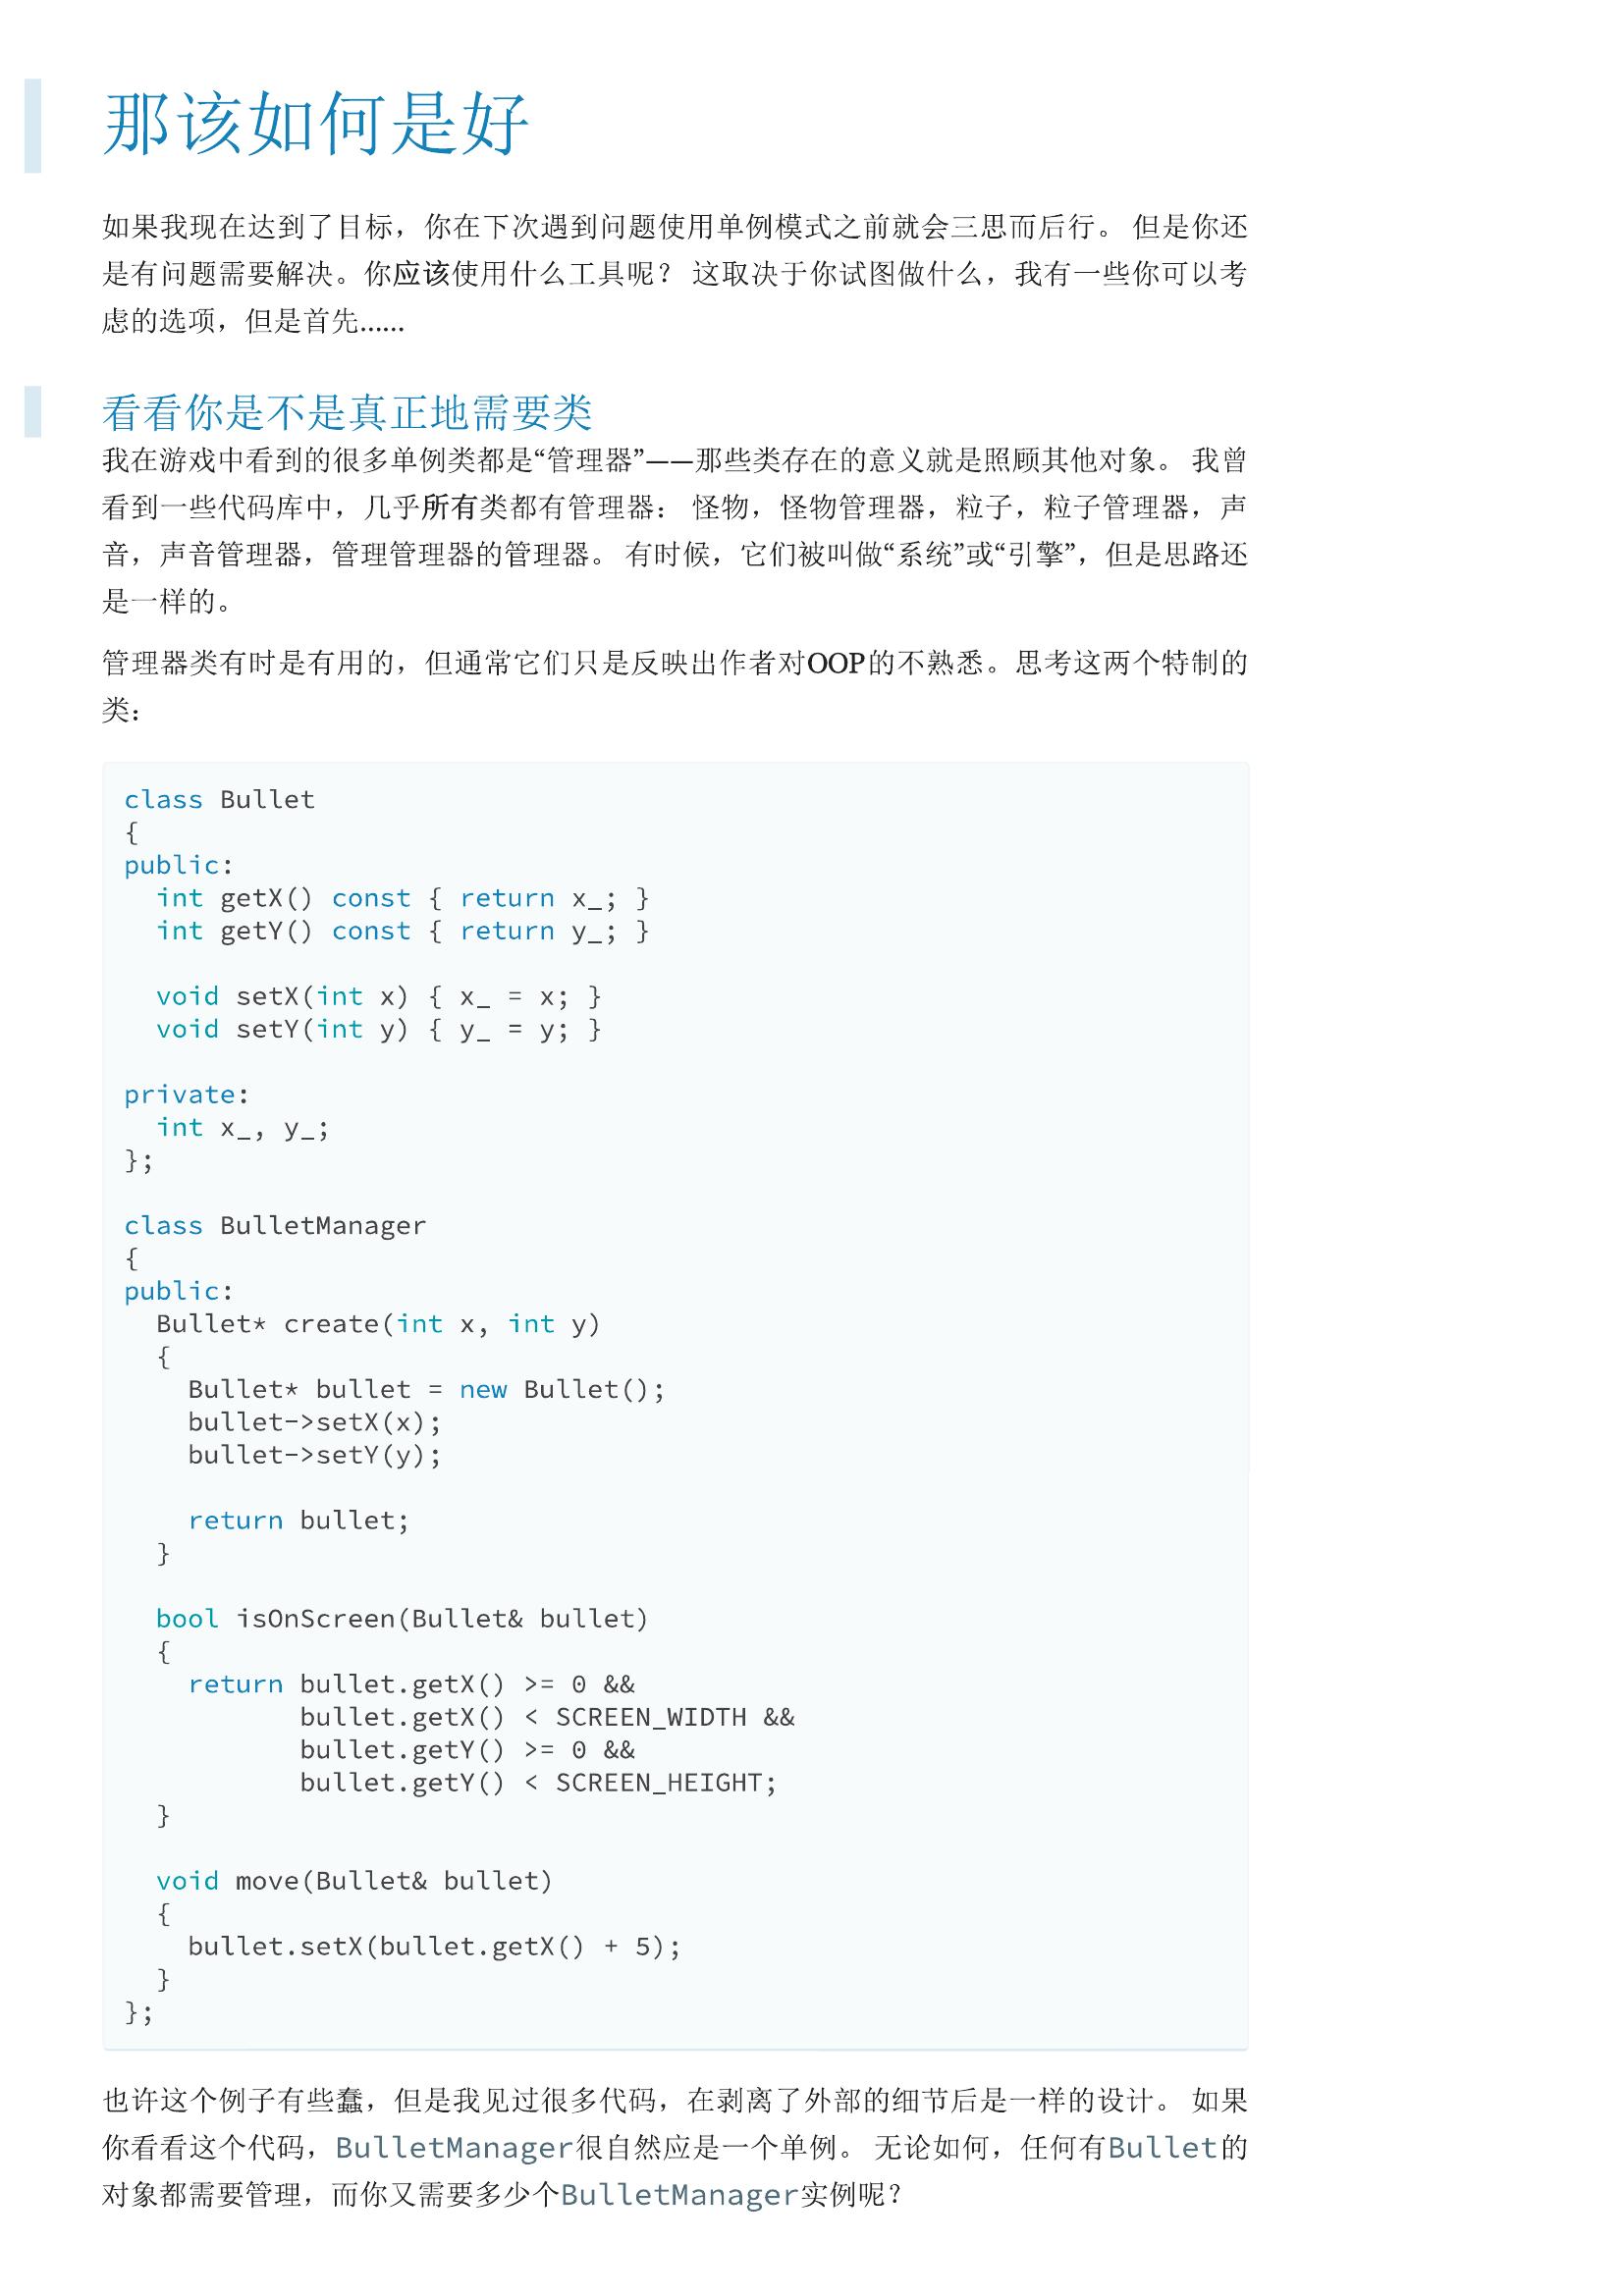 那该如何是好
如果我现在达到了目标，你在下次遇到问题使用单例模式之前就会三思而后行。 但是你还
是有问题需要解决。你应该使用什么工具呢？ 这取决于你试图做什么，我有一些你可以考
虑的选项，但是首先……
看看你是不是真正地需要类
我在游戏中看到的很多单例类都是“管理器”——那些类存在的意义就是照顾其他对象。 我曾
看到一些代码库中，几乎所有类都有管理器： 怪物，怪物管理器，粒子，粒子管理器，声
音，声音管理器，管理管理器的管理器。 有时候，它们被叫做“系统”或“引擎”，但是思路还
是一样的。
管理器类有时是有用的，但通常它们只是反映出作者对OOP的不熟悉。思考这两个特制的
类：
class Bullet
{
public:
  int getX() const { return x_; }
  int getY() const { return y_; }

  void setX(int x) { x_ = x; }
  void setY(int y) { y_ = y; }

private:
  int x_, y_;
};

class BulletManager
{
public:
  Bullet* create(int x, int y)
  {
    Bullet* bullet = new Bullet();
    bullet->setX(x);
    bullet->setY(y);

    return bullet;
  }

  bool isOnScreen(Bullet& bullet)
  {
    return bullet.getX() >= 0 &&
           bullet.getX() < SCREEN_WIDTH &&
           bullet.getY() >= 0 &&
           bullet.getY() < SCREEN_HEIGHT;
  }

  void move(Bullet& bullet)
  {
    bullet.setX(bullet.getX() + 5);
  }
};
也许这个例子有些蠢，但是我见过很多代码，在剥离了外部的细节后是一样的设计。 如果
你看看这个代码，BulletManager很自然应是一个单例。 无论如何，任何有Bullet的
对象都需要管理，而你又需要多少个BulletManager实例呢？